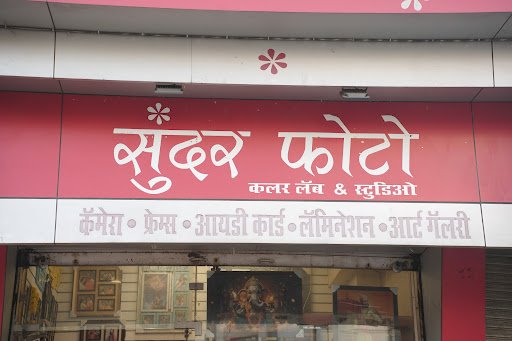 सुंदर फोटो
कलर लॅब & स्टुडिओ
कॅमेरा • फ्रेम्स • आयडी कार्ड • लॅमिनेशन • आर्ट गॅलरी